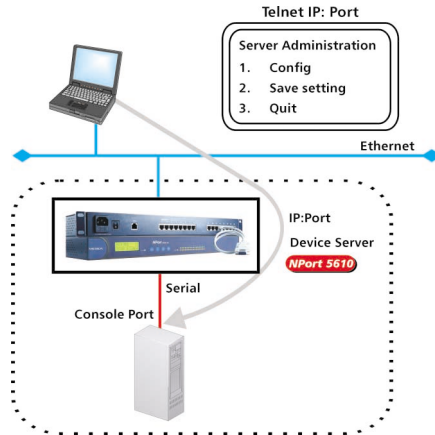 Telnet IP: Port
Server Administration
1. Config
2. Save setting
3. Quit
Ethernet
IP:Port
Device Server
NPort 5610
Serial
Console Port